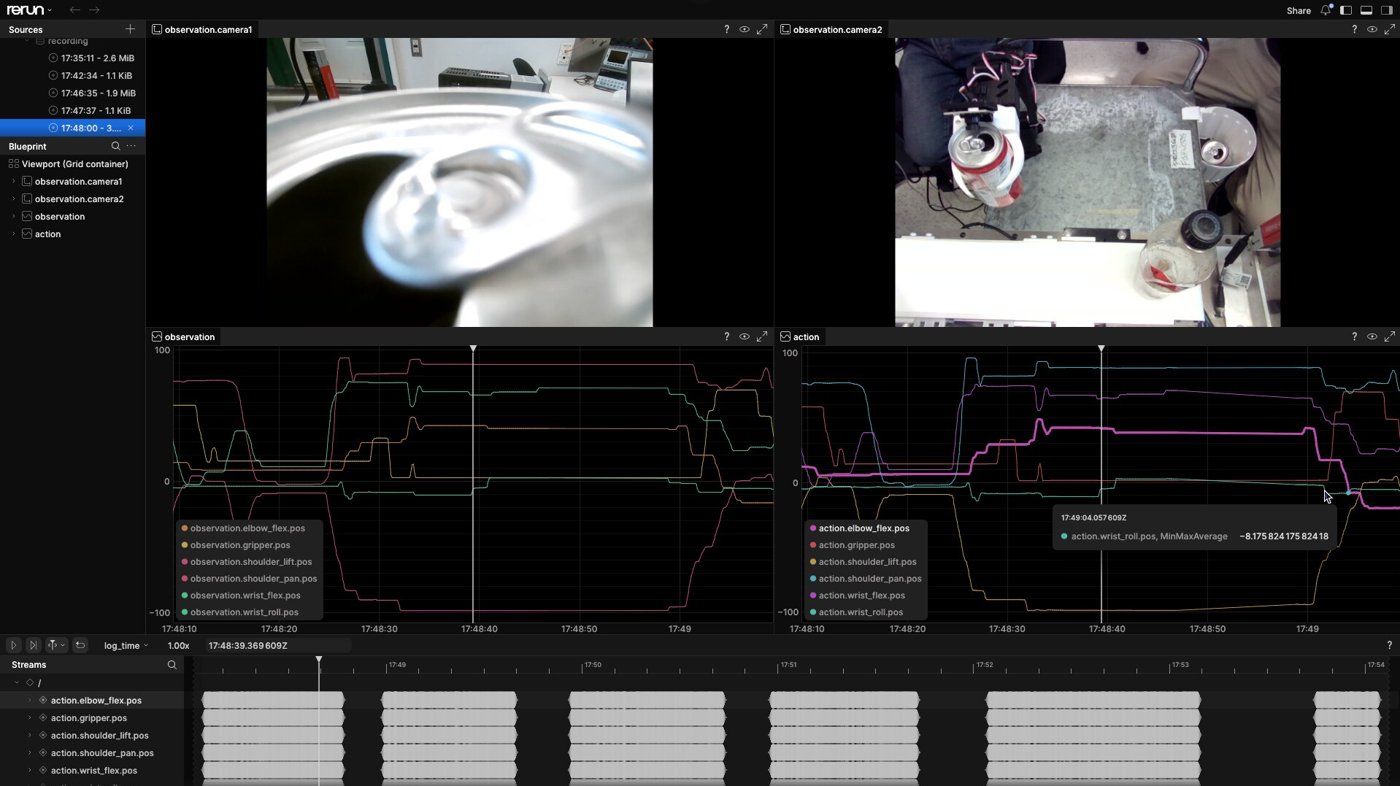 rerun
Share
Sources
recording
17:35:11 - 2.6 MiB
17:42:34 - 1.1 KiB
17:46:35 - 1.9 MiB
17:47:37 - 1.1 KiB
17:48:00 - 3....
Blueprint
Viewport (Grid container)
observation.camera1
observation.camera2
observation
action
observation.camera1
?
observation.camera2
?
observation
?
100
0
−100
observation.elbow_flex.pos
observation.gripper.pos
observation.shoulder_lift.pos
observation.shoulder_pan.pos
observation.wrist_flex.pos
observation.wrist_roll.pos
17:48:10 17:48:20 17:48:30 17:48:40 17:48:50 17:49
action
?
100
0
−100
action.elbow_flex.pos
action.gripper.pos
action.shoulder_lift.pos
action.shoulder_pan.pos
action.wrist_flex.pos
action.wrist_roll.pos
17:49:04.057609Z
action.wrist_roll.pos, MinMaxAverage −8.175 824 175 824 18
17:48:10 17:48:20 17:48:30 17:48:40 17:48:50 17:49
log_time 1.00x 17:48:39.369609Z ?
Streams
17:49 17:50 17:51 17:52 17:53 17:54
/
action.elbow_flex.pos
action.gripper.pos
action.shoulder_lift.pos
action.shoulder_pan.pos
action.wrist_flex.pos